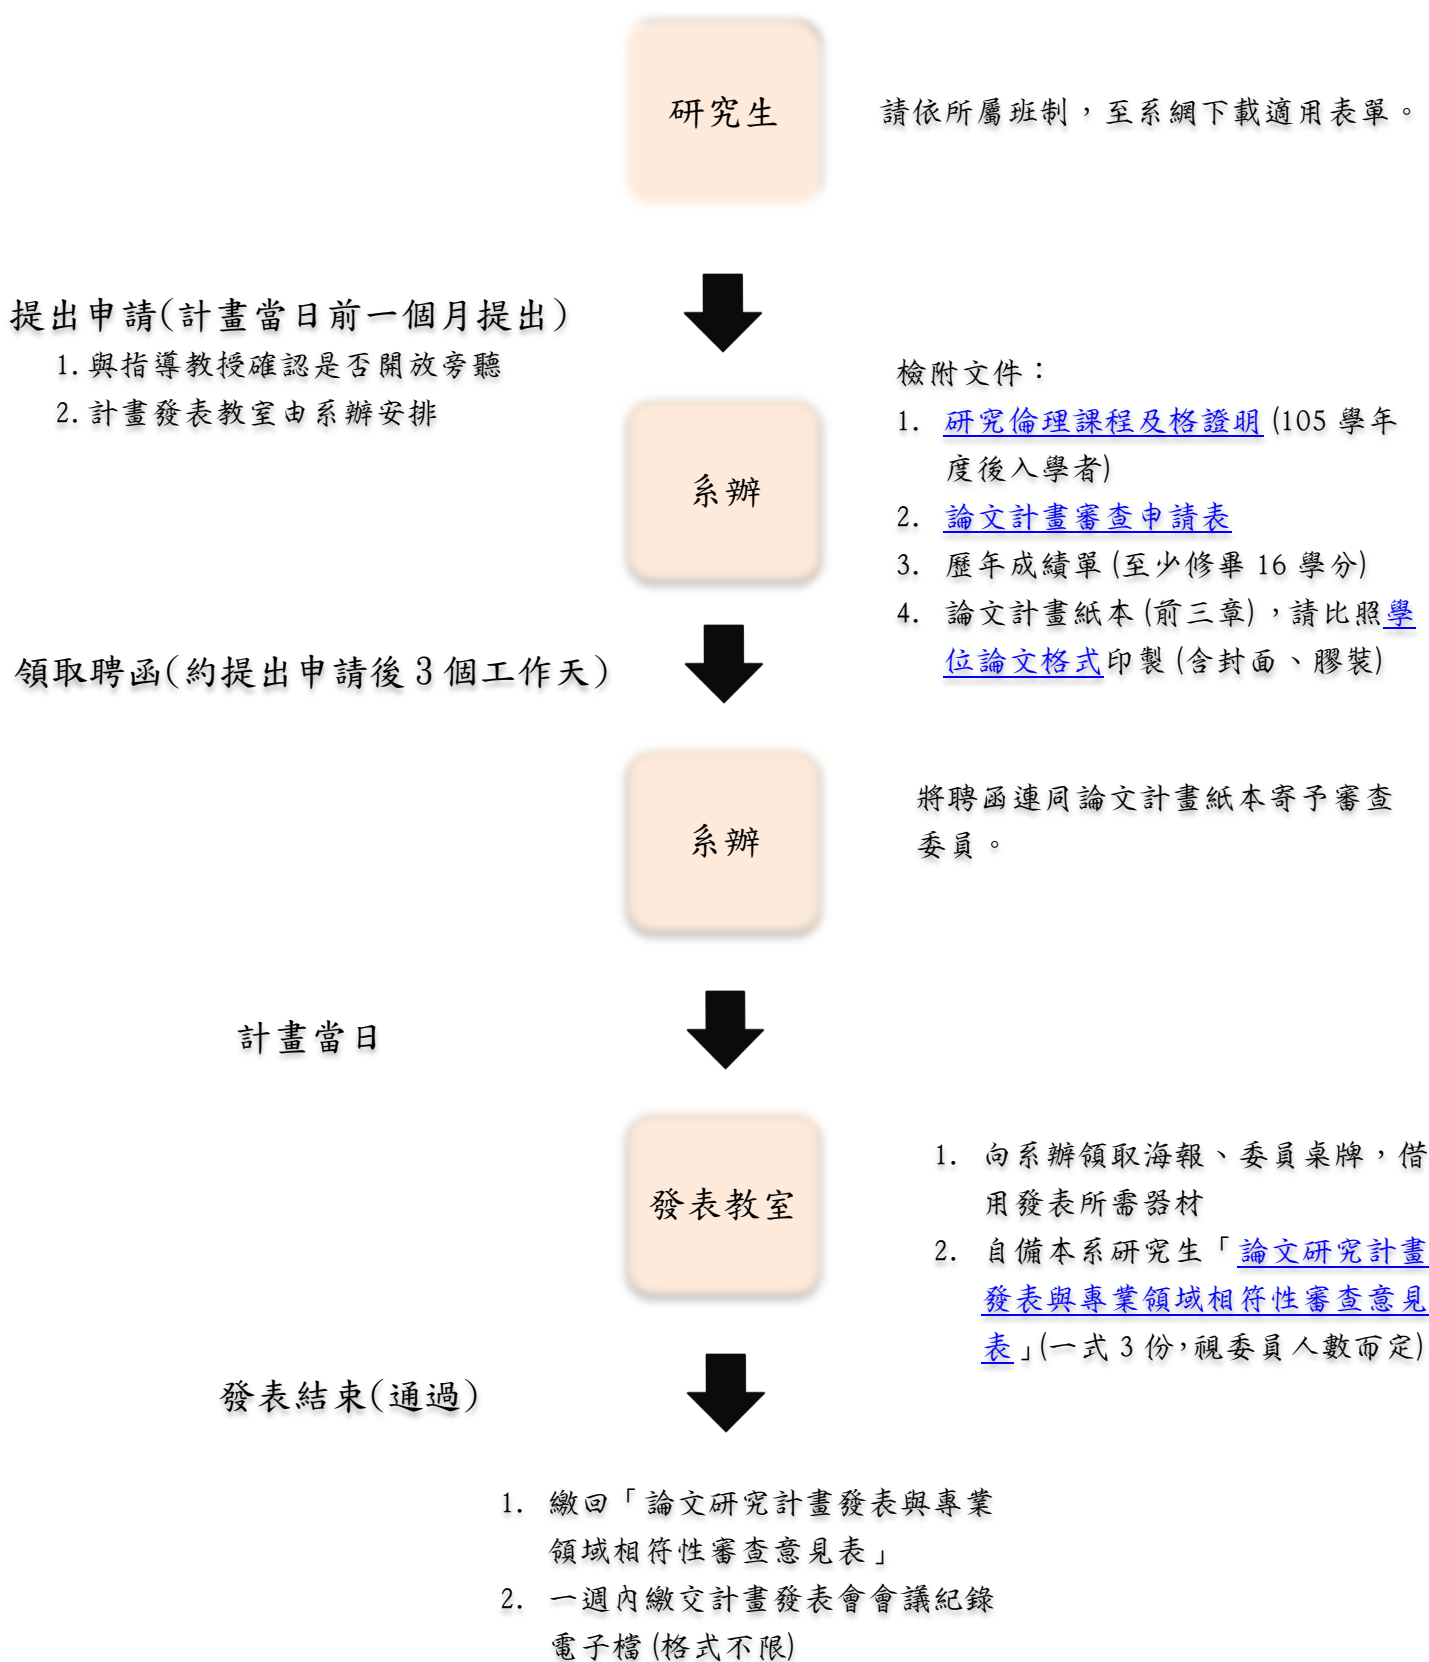 研究生
請依所屬班制，至系網下載適用表單。
提出申請(計畫當日前一個月提出)
1.與指導教授確認是否開放旁聽
2.計畫發表教室由系辦安排
系辦
檢附文件：
1. 研究倫理課程及格證明(105 學年
度後入學者)
2. 論文計畫審查申請表
3. 歷年成績單(至少修畢 16 學分)
4. 論文計畫紙本(前三章)，請比照學
位論文格式印製(含封面、膠裝)
領取聘函(約提出申請後 3 個工作天)
系辦
將聘函連同論文計畫紙本寄予審查
委員。
計畫當日
發表教室
1. 向系辦領取海報、委員桌牌，借
用發表所需器材
2. 自備本系研究生「論文研究計畫
發表與專業領域相符性審查意見
表」(一式 3 份,視委員人數而定)
發表結束(通過)
1. 繳回「論文研究計畫發表與專業
領域相符性審查意見表」
2. 一週內繳交計畫發表會會議紀錄
電子檔(格式不限)